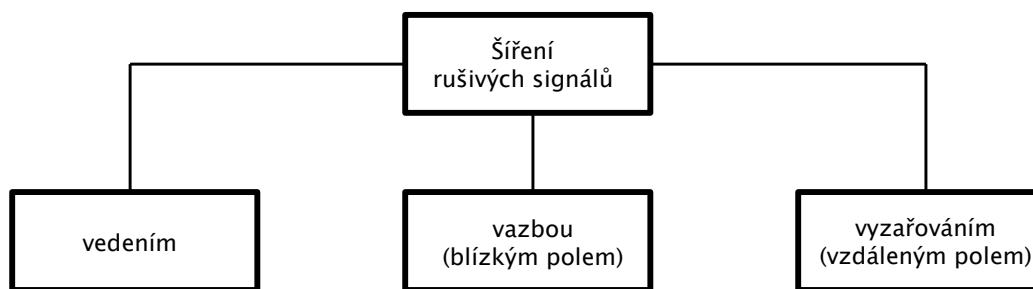 Šíření
rušivých signálů
vedením
vazbou
(blízkým polem)
vyzařováním
(vzdáleným polem)